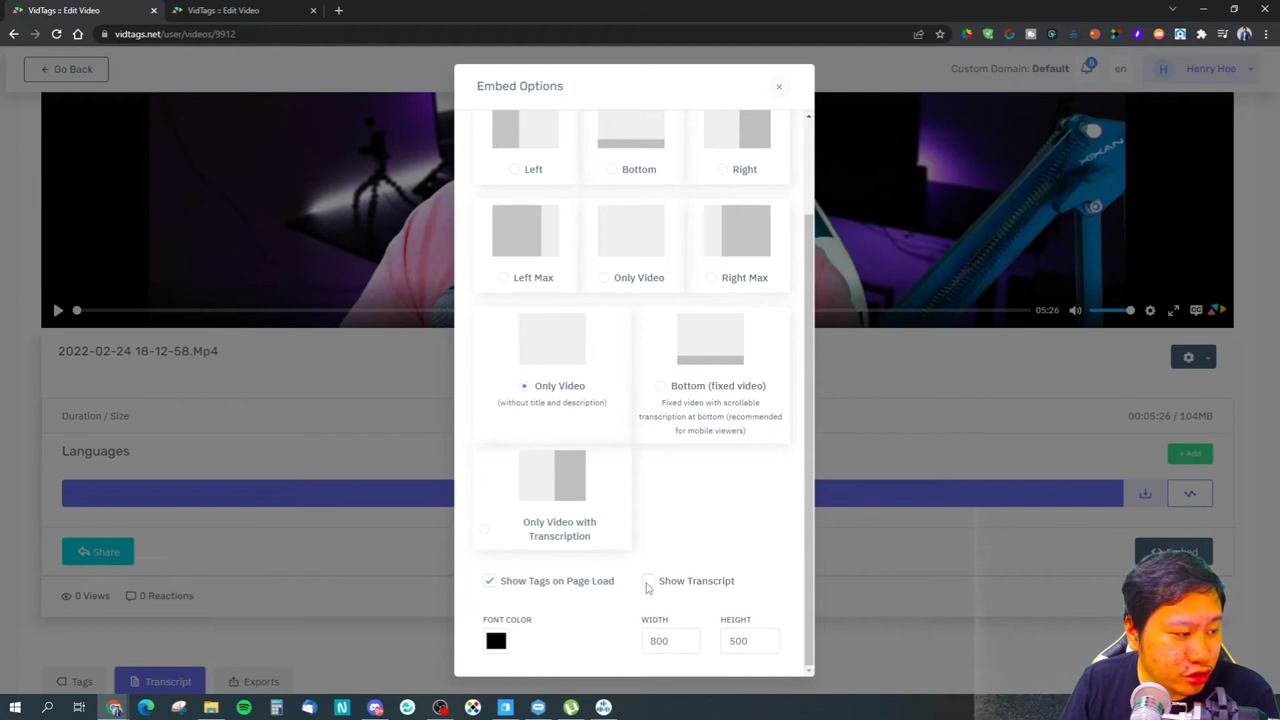 VidTags :: Edit Video
VidTags :: Edit Video
vidtags.net/user/videos/9912
Go Back
Custom Domain: Default
en
H
Henry Hoe
Embed Options
Left
Bottom
Right
Left Max
Only Video
Right Max
XIXAN
05:26
2022-02-24 18-12-58.Mp4
Only Video
(without title and description)
Bottom (fixed video)
Fixed video with scrollable
transcription at bottom (recommended
for mobile viewers)
Duration / Size
00:05:26 / 104MB
Languages
+ Add
Only Video with
Transcription
Share
Show Tags on Page Load
Show Transcript
0 Views
0 Reactions
FONT COLOR
WIDTH
HEIGHT
800
500
Tags
Transcript
Exports